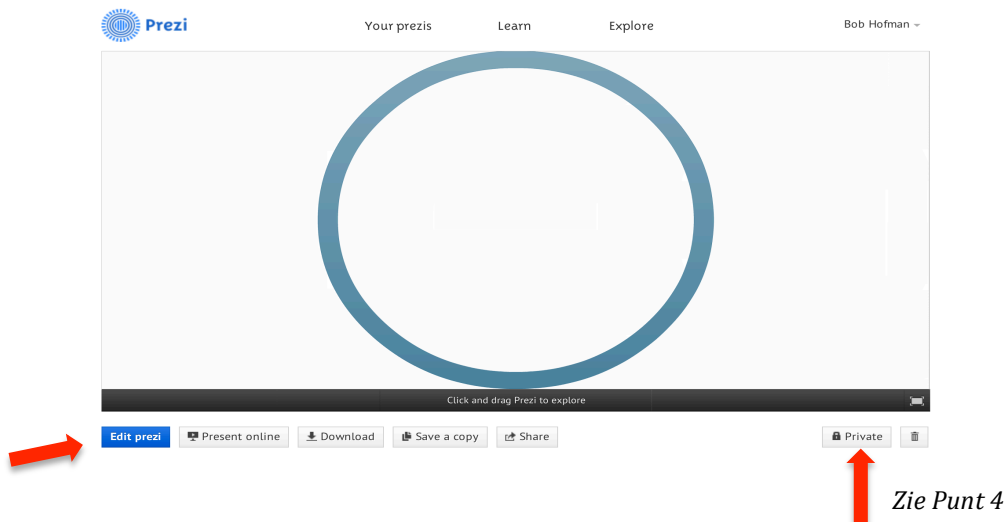 Prezi Your prezis Learn Explore Bob Hofman
Click and drag Prezi to explore
Edit prezi Present online Download Save a copy Share Private
Zie Punt 4